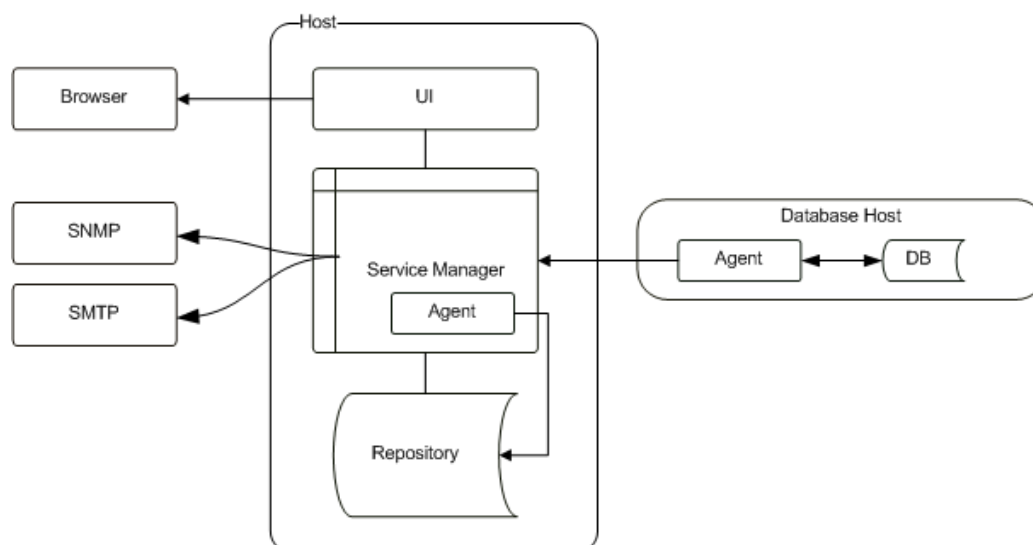 Host
Browser
UI
SNMP
Database Host
Service Manager
Agent
DB
SMTP
Agent
Repository